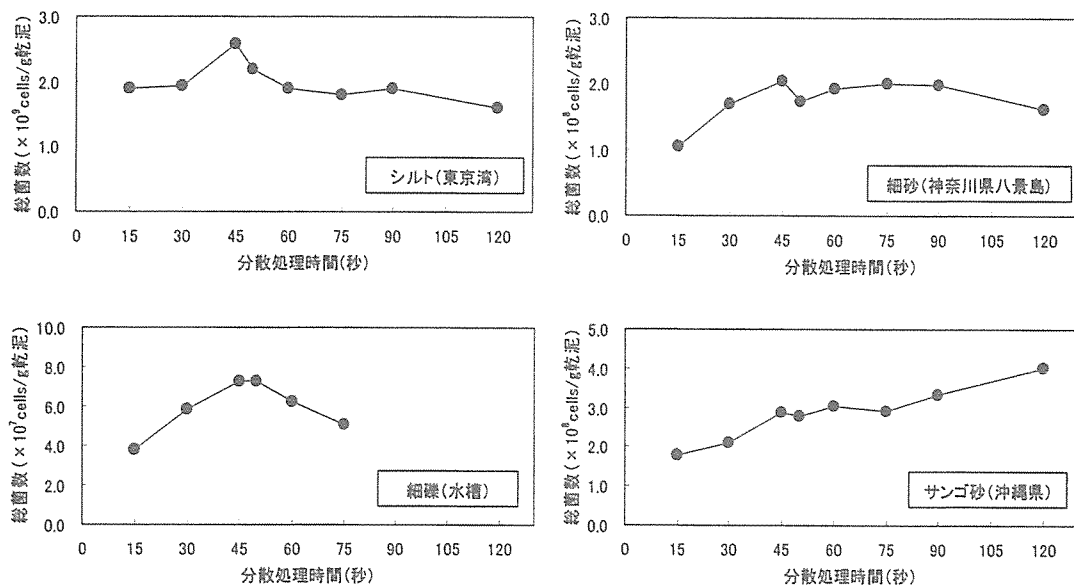 総菌数(×10⁹cells/g乾泥)
3.0
2.0
1.0
0.0
シルト(東京湾)
0 15 30 45 60 75 90 105 120
分散処理時間(秒)
総菌数(×10⁸cells/g乾泥)
3.0
2.0
1.0
0.0
細砂(神奈川県八景島)
0 15 30 45 60 75 90 105 120
分散処理時間(秒)
総菌数(×10⁷cells/g乾泥)
10.0
8.0
6.0
4.0
2.0
0.0
細礫(水槽)
0 15 30 45 60 75 90 105 120
分散処理時間(秒)
総菌数(×10⁸cells/g乾泥)
5.0
4.0
3.0
2.0
1.0
0.0
サンゴ砂(沖縄県)
0 15 30 45 60 75 90 105 120
分散処理時間(秒)